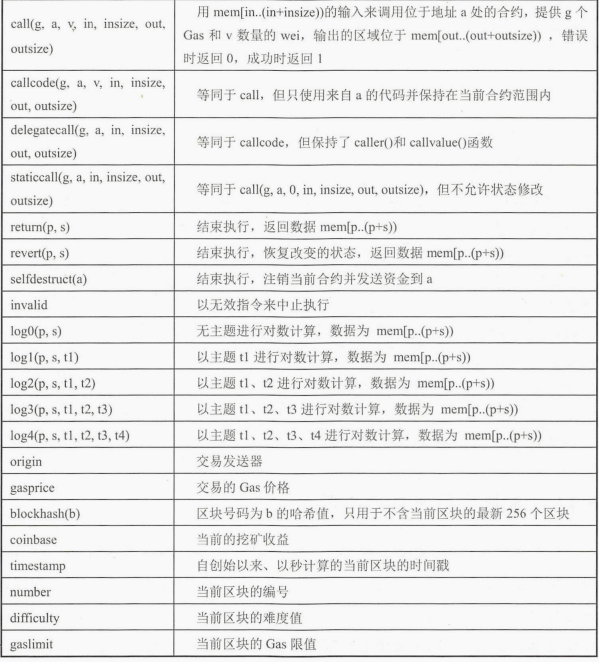 call(g, a, v, in, insize, out,
outsize)
用 mem[in..(in+insize))的输入来调用位于地址 a 处的合约，提供 g 个
Gas 和 v 数量的 wei，输出的区域位于 mem[out..(out+outsize)) ，错误
时返回 0，成功时返回 1
callcode(g, a, v, in, insize,
out, outsize)
等同于 call，但只使用来自 a 的代码并保持在当前合约范围内
delegatecall(g, a, in, insize,
out, outsize)
等同于 callcode，但保持了 caller()和 callvalue()函数
staticcall(g, a, in, insize, out,
outsize)
等同于 call(g, a, 0, in, insize, out, outsize)，但不允许状态修改
return(p, s)
结束执行，返回数据 mem[p..(p+s))
revert(p, s)
结束执行，恢复改变的状态，返回数据 mem[p..(p+s))
selfdestruct(a)
结束执行，注销当前合约并发送资金到 a
invalid
以无效指令来中止执行
log0(p, s)
无主题进行对数计算，数据为 mem[p..(p+s))
log1(p, s, t1)
以主题 t1 进行对数计算，数据为 mem[p..(p+s))
log2(p, s, t1, t2)
以主题 t1、t2 进行对数计算，数据为 mem[p..(p+s))
log3(p, s, t1, t2, t3)
以主题 t1、t2、t3 进行对数计算，数据为 mem[p..(p+s))
log4(p, s, t1, t2, t3, t4)
以主题 t1、t2、t3、t4 进行对数计算，数据为 mem[p..(p+s))
origin
交易发送器
gasprice
交易的 Gas 价格
blockhash(b)
区块号码为 b 的哈希值，只用于不含当前区块的最新 256 个区块
coinbase
当前的挖矿收益
timestamp
自创始以来、以秒计算的当前区块的时间戳
number
当前区块的编号
difficulty
当前区块的难度值
gaslimit
当前区块的 Gas 限值